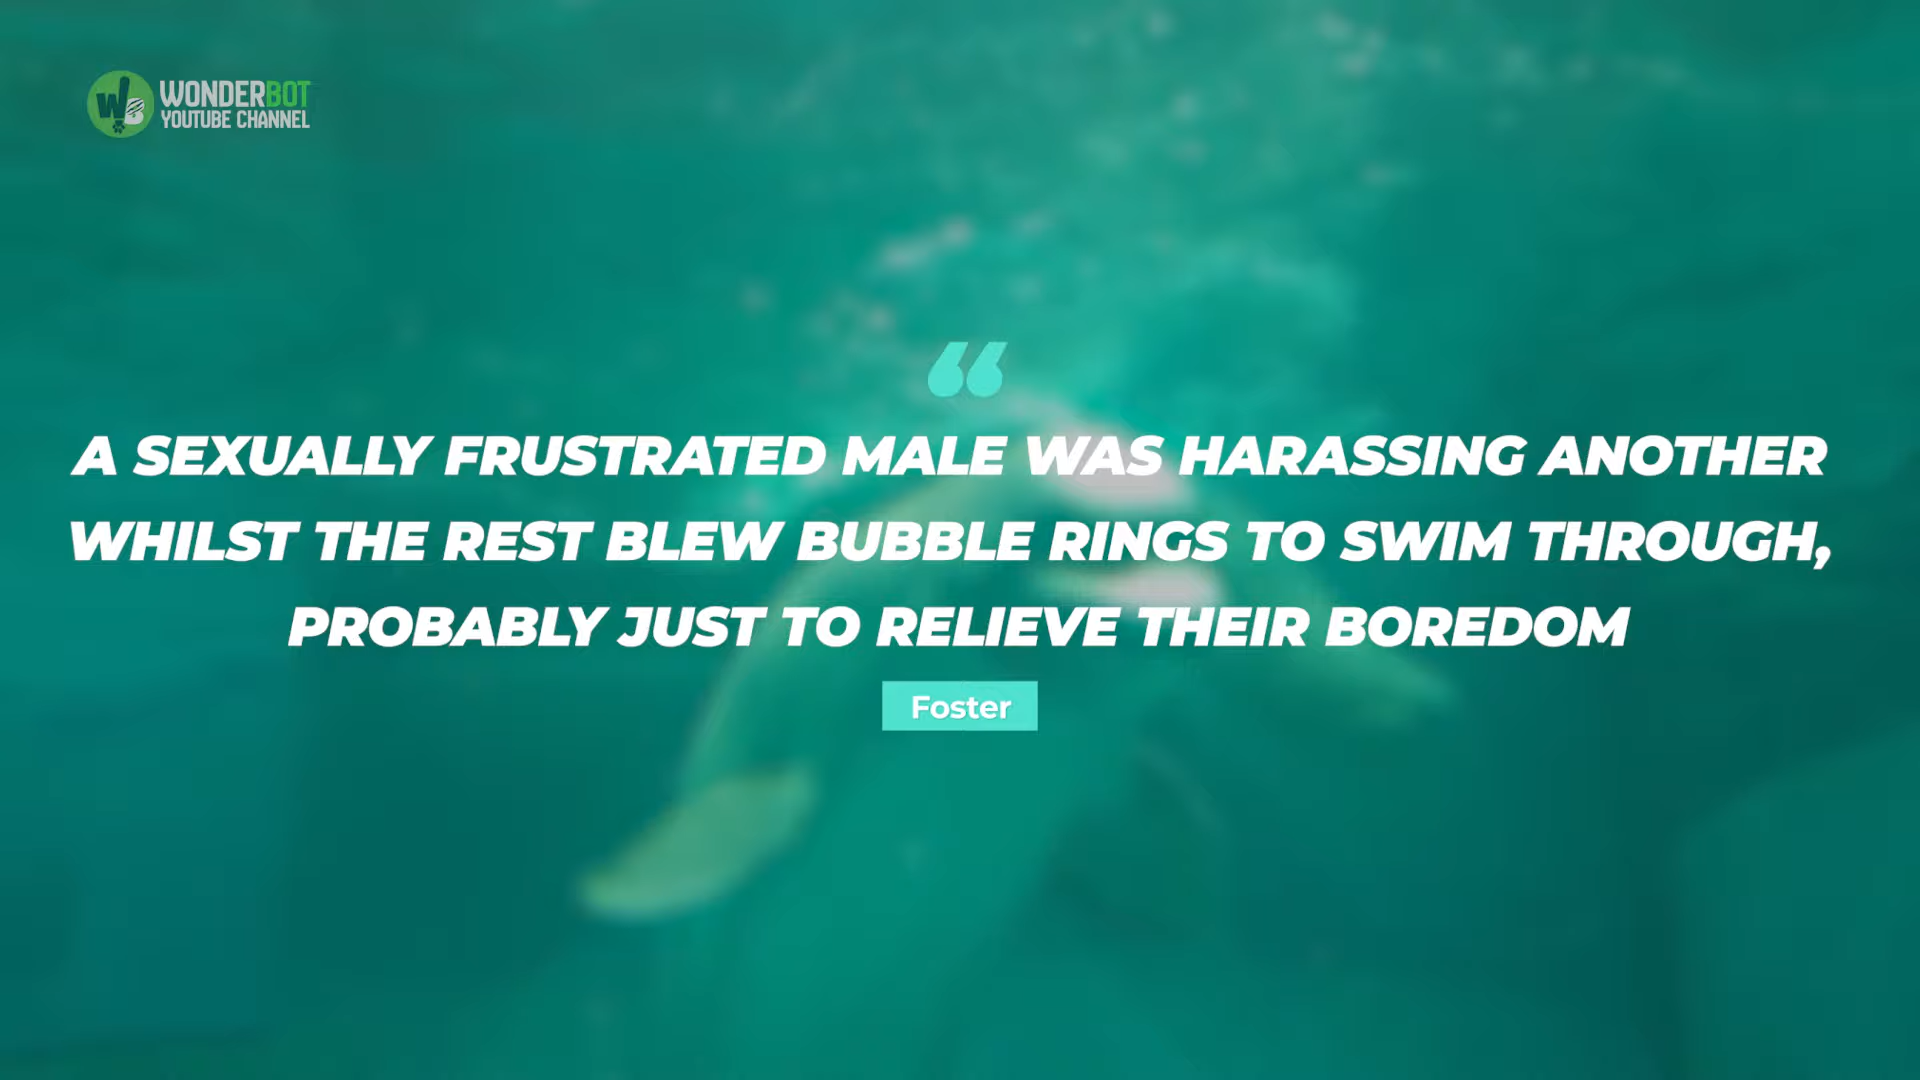 WONDERBOT
YOUTUBE CHANNEL
“
A SEXUALLY FRUSTRATED MALE WAS HARASSING ANOTHER
WHILST THE REST BLEW BUBBLE RINGS TO SWIM THROUGH,
PROBABLY JUST TO RELIEVE THEIR BOREDOM
Foster